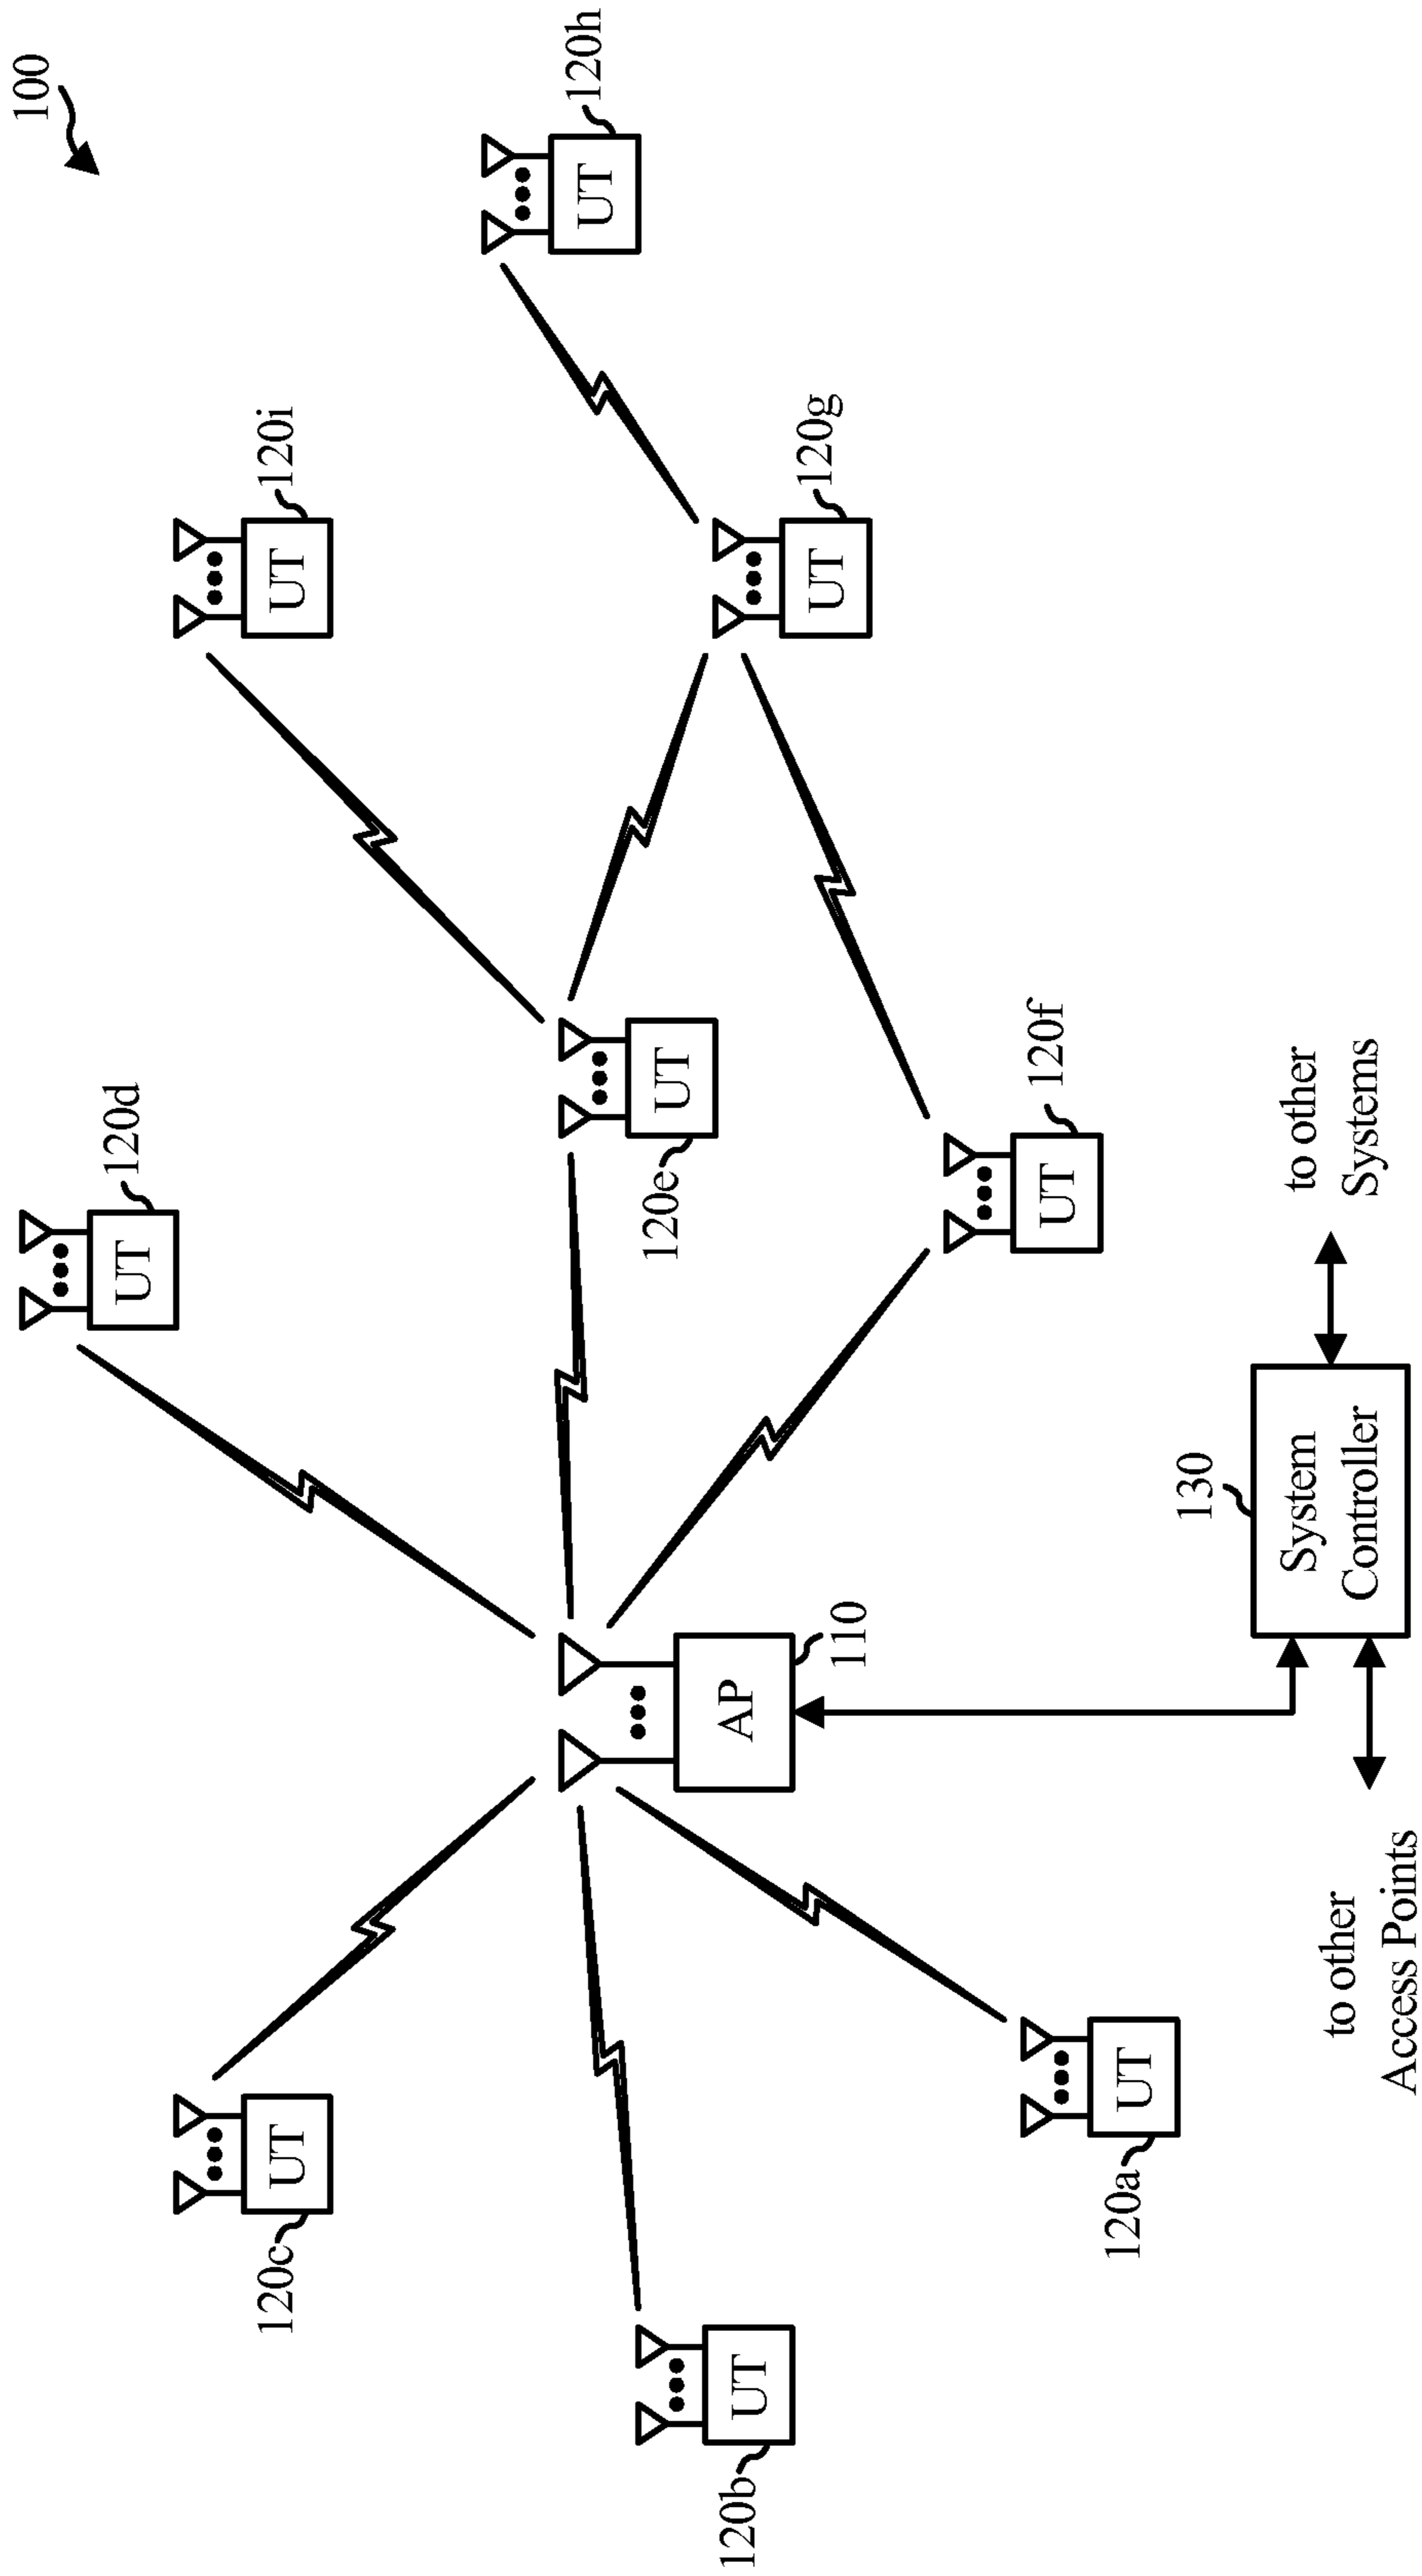 100
120d
UT
120i
UT
120c
UT
120h
UT
120e
UT
AP
110
120b
UT
120g
UT
120f
UT
120a
UT
130
System
Controller
to other
Systems
to other
Access Points